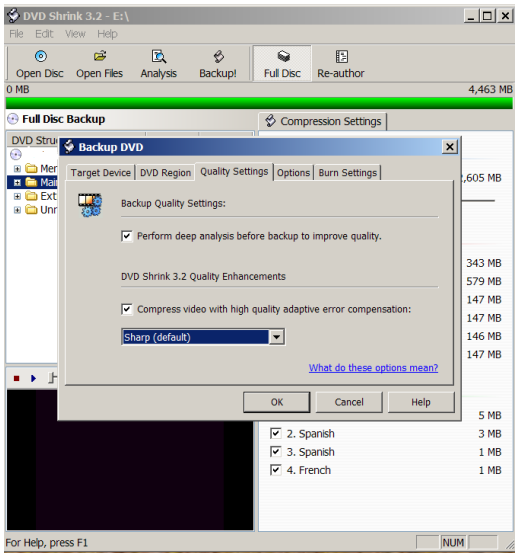 DVD Shrink 3.2 - E:\
File Edit View Help
Open Disc Open Files Analysis Backup! Full Disc Re-author
0 MB 4,463 MB
Full Disc Backup Compression Settings
DVD Stru
Backup DVD
Target Device DVD Region Quality Settings Options Burn Settings
Mer
Mai
Ext
Unr
,605 MB
Backup Quality Settings:
Perform deep analysis before backup to improve quality.
DVD Shrink 3.2 Quality Enhancements
Compress video with high quality adaptive error compensation:
Sharp (default)
What do these options mean?
OK Cancel Help
343 MB
579 MB
147 MB
147 MB
146 MB
147 MB
5 MB
2. Spanish 3 MB
3. Spanish 1 MB
4. French 1 MB
For Help, press F1 NUM